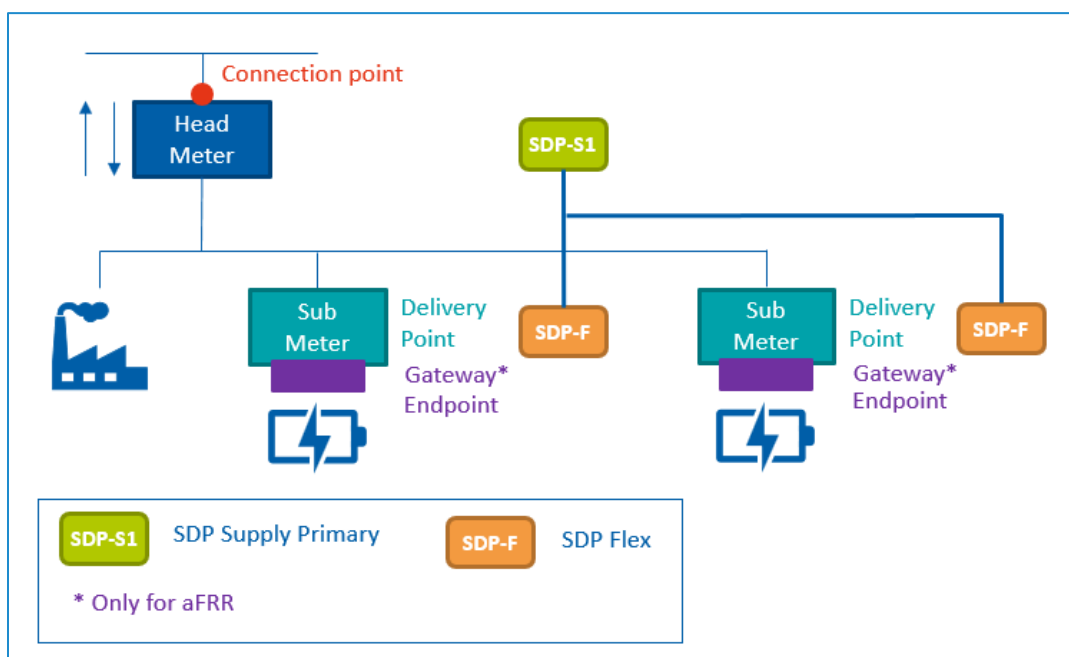 Connection point
Head
Meter
SDP-S1
Sub
Meter
Delivery
Point
SDP-F
Gateway*
Endpoint
Sub
Meter
Delivery
Point
SDP-F
Gateway*
Endpoint
SDP-S1
SDP Supply Primary
SDP-F
SDP Flex
* Only for aFRR